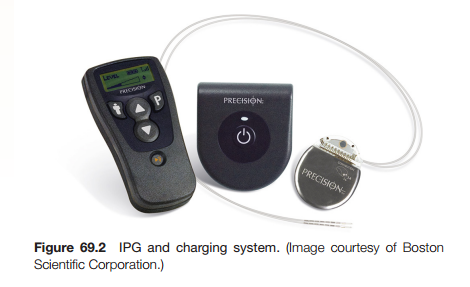 PRECISION
P
PRECISION
PRECISION
Figure 69.2 IPG and charging system. (Image courtesy of Boston
Scientific Corporation.)